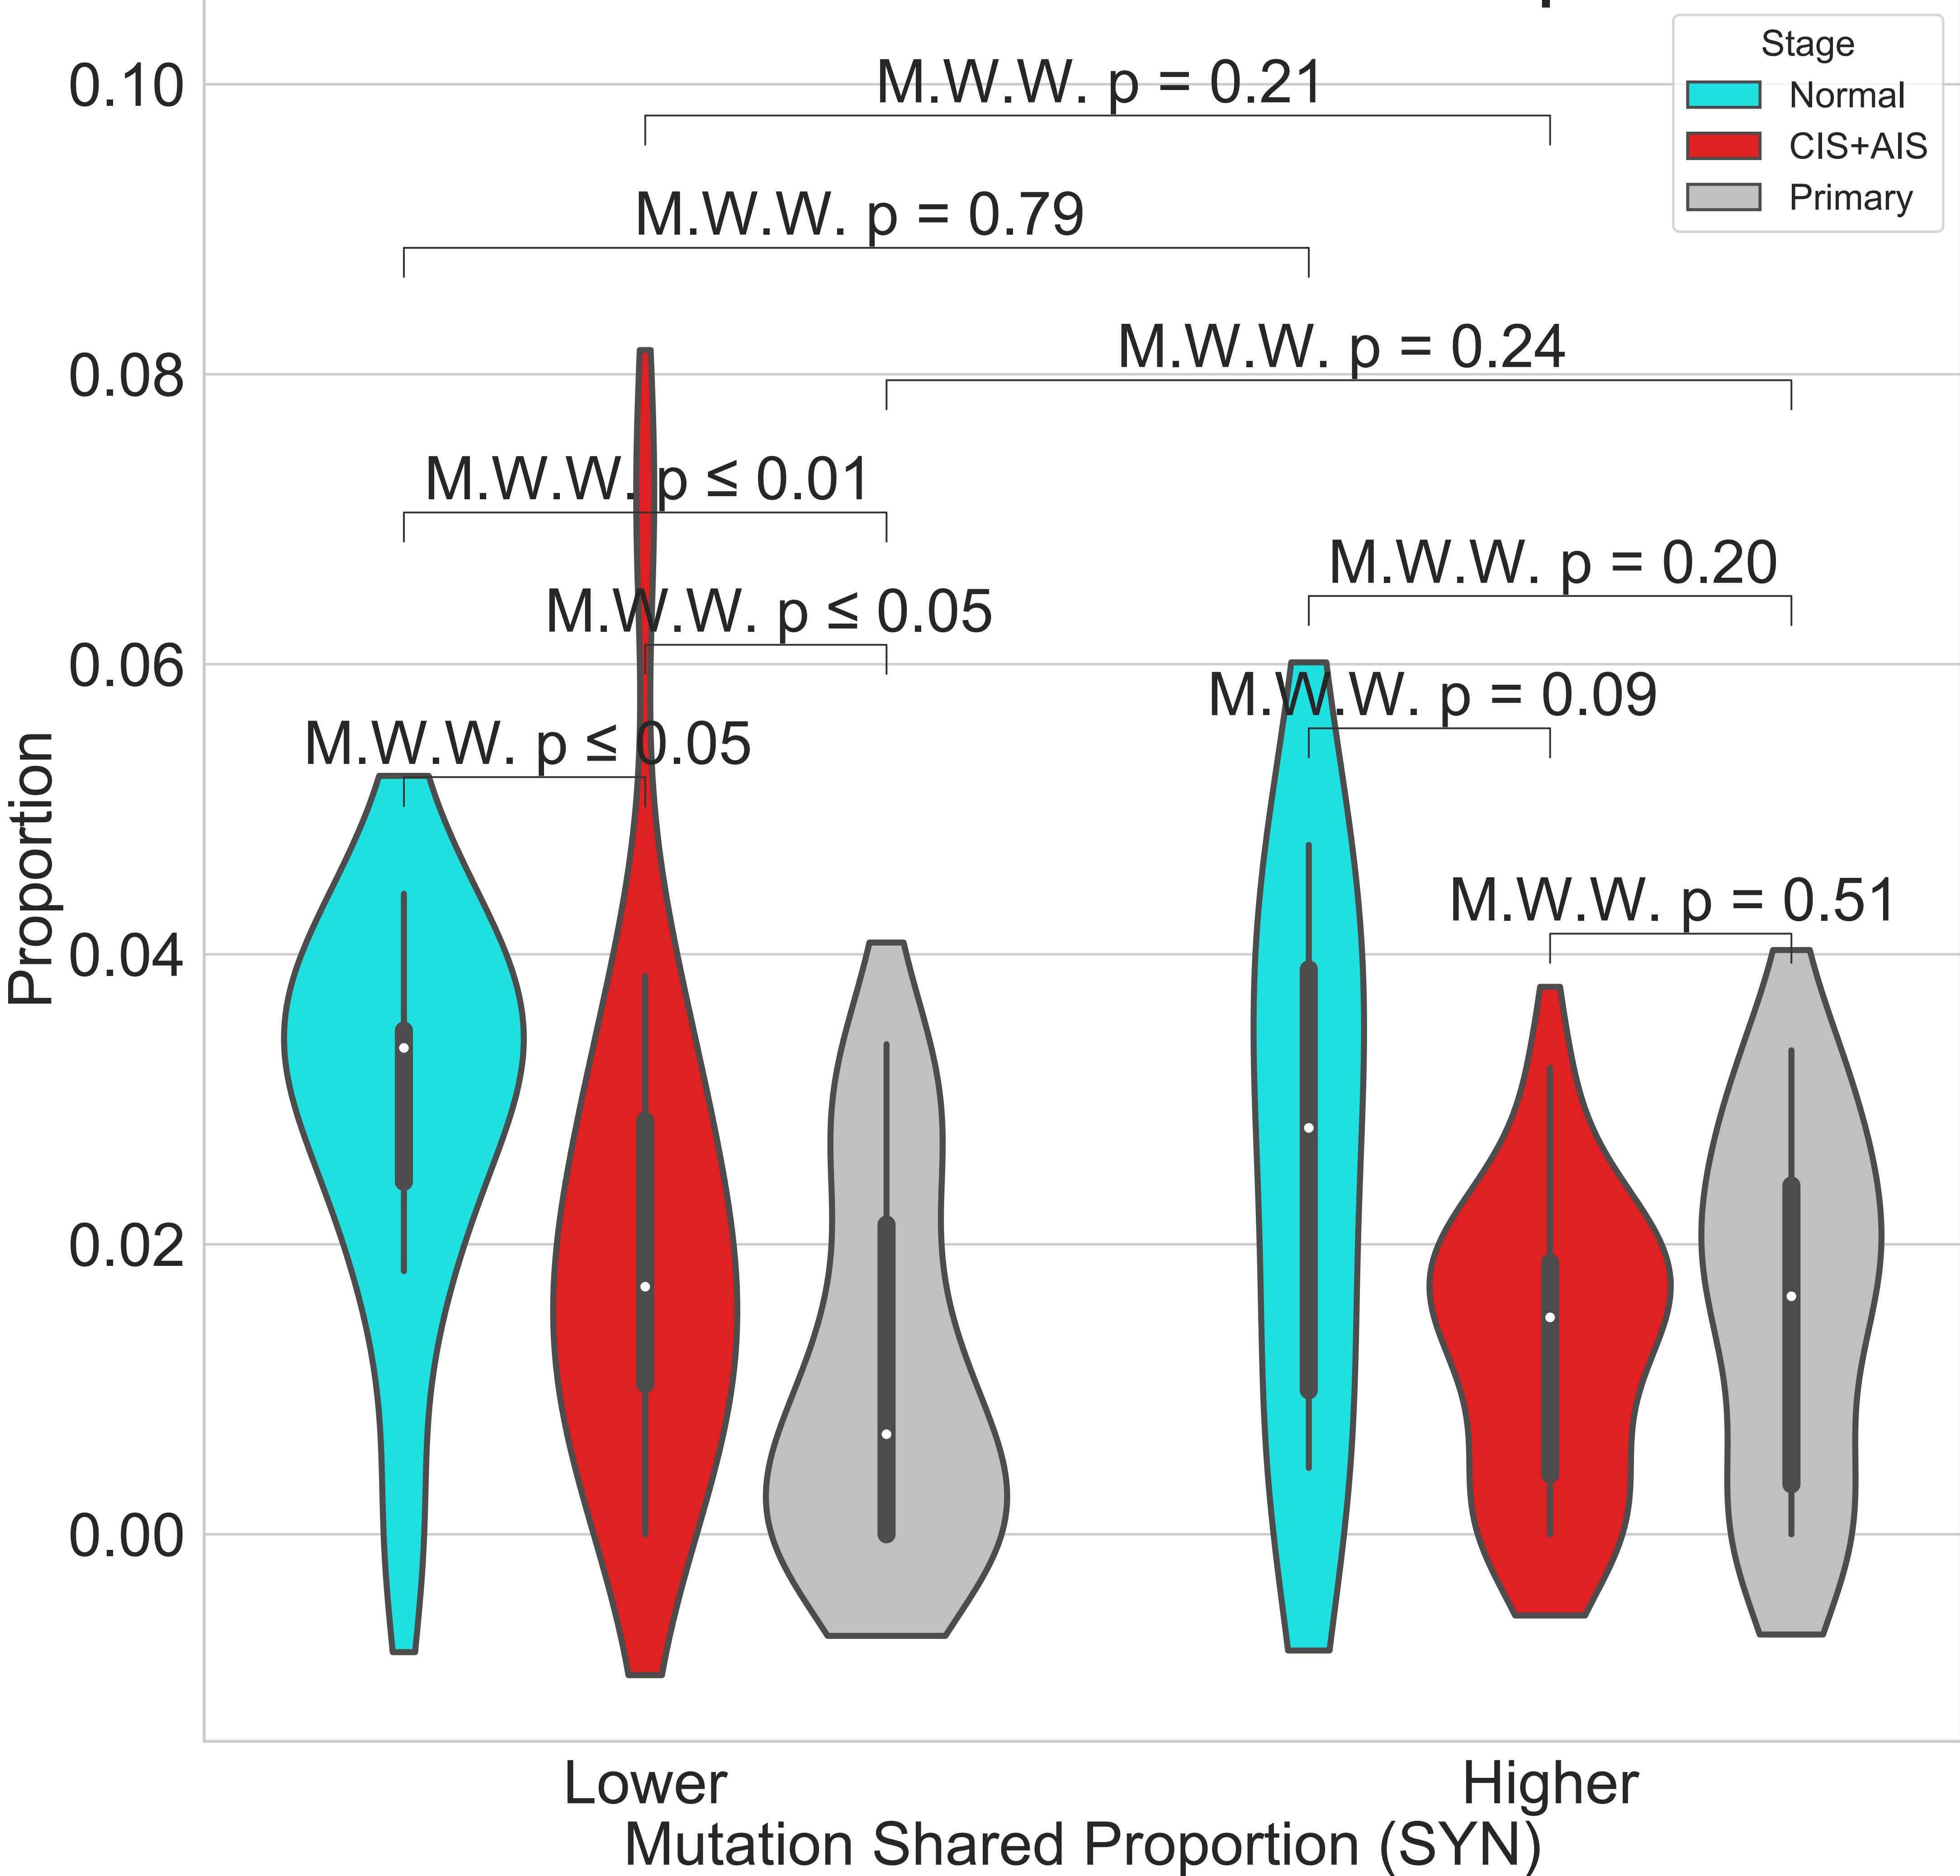 Stage
Normal
CIS+AIS
Primary
0.10
0.08
0.06
0.04
0.02
0.00
Proportion
M.W.W. p = 0.21
M.W.W. p = 0.79
M.W.W. p = 0.24
M.W.W. p ≤ 0.01
M.W.W. p = 0.20
M.W.W. p ≤ 0.05
M.W.W. p = 0.09
M.W.W. p ≤ 0.05
M.W.W. p = 0.51
Lower
Higher
Mutation Shared Proportion (SYN)